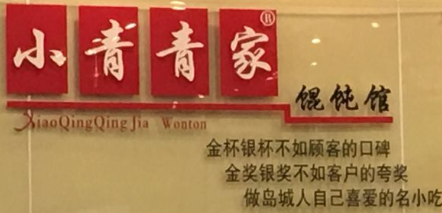 小青青家®
馄饨馆
XiaoQingQing Jia Wonton
金杯银杯不如顾客的口碑
金奖银奖不如客户的夸奖
做岛城人自己喜爱的名小吃